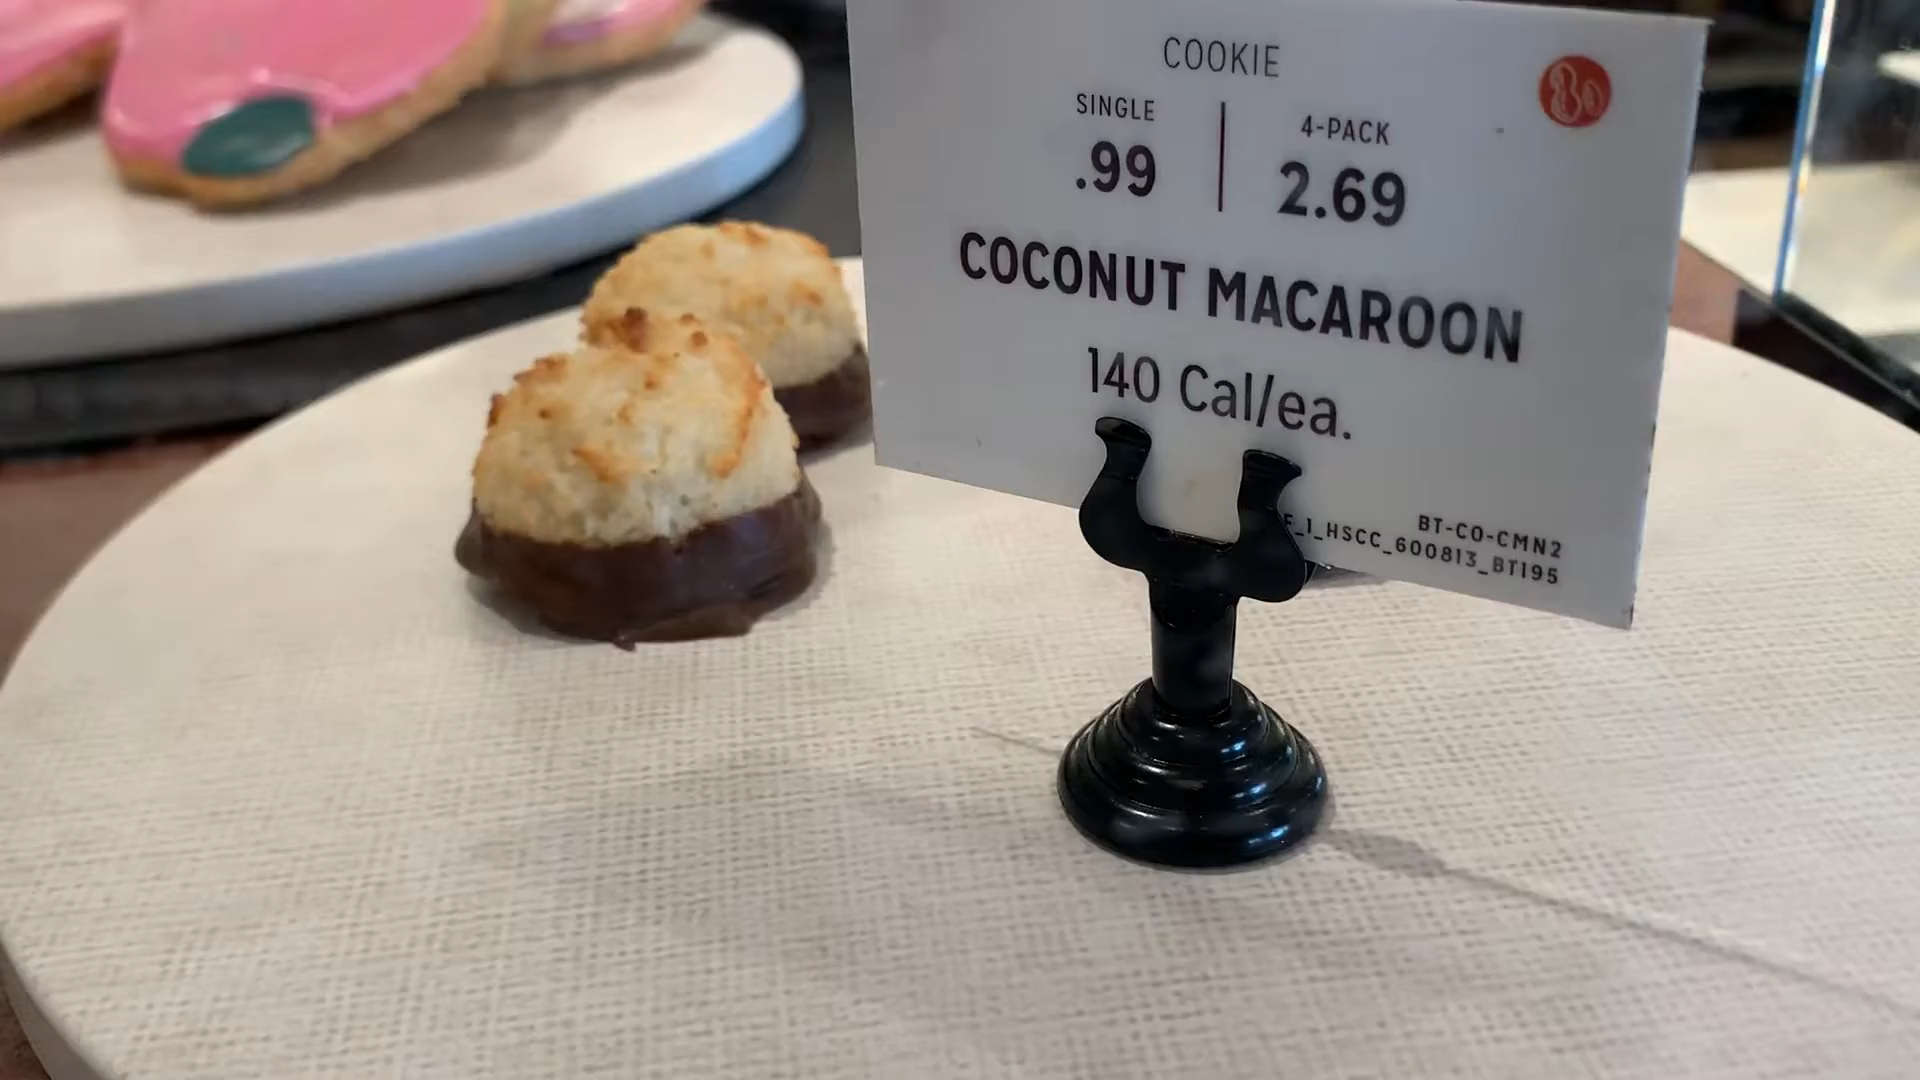 COOKIE
SINGLE
.99
4-PACK
2.69
COCONUT MACAROON
140 Cal/ea.
BT-CO-CMN2
_1_HSCC_600813_BT195